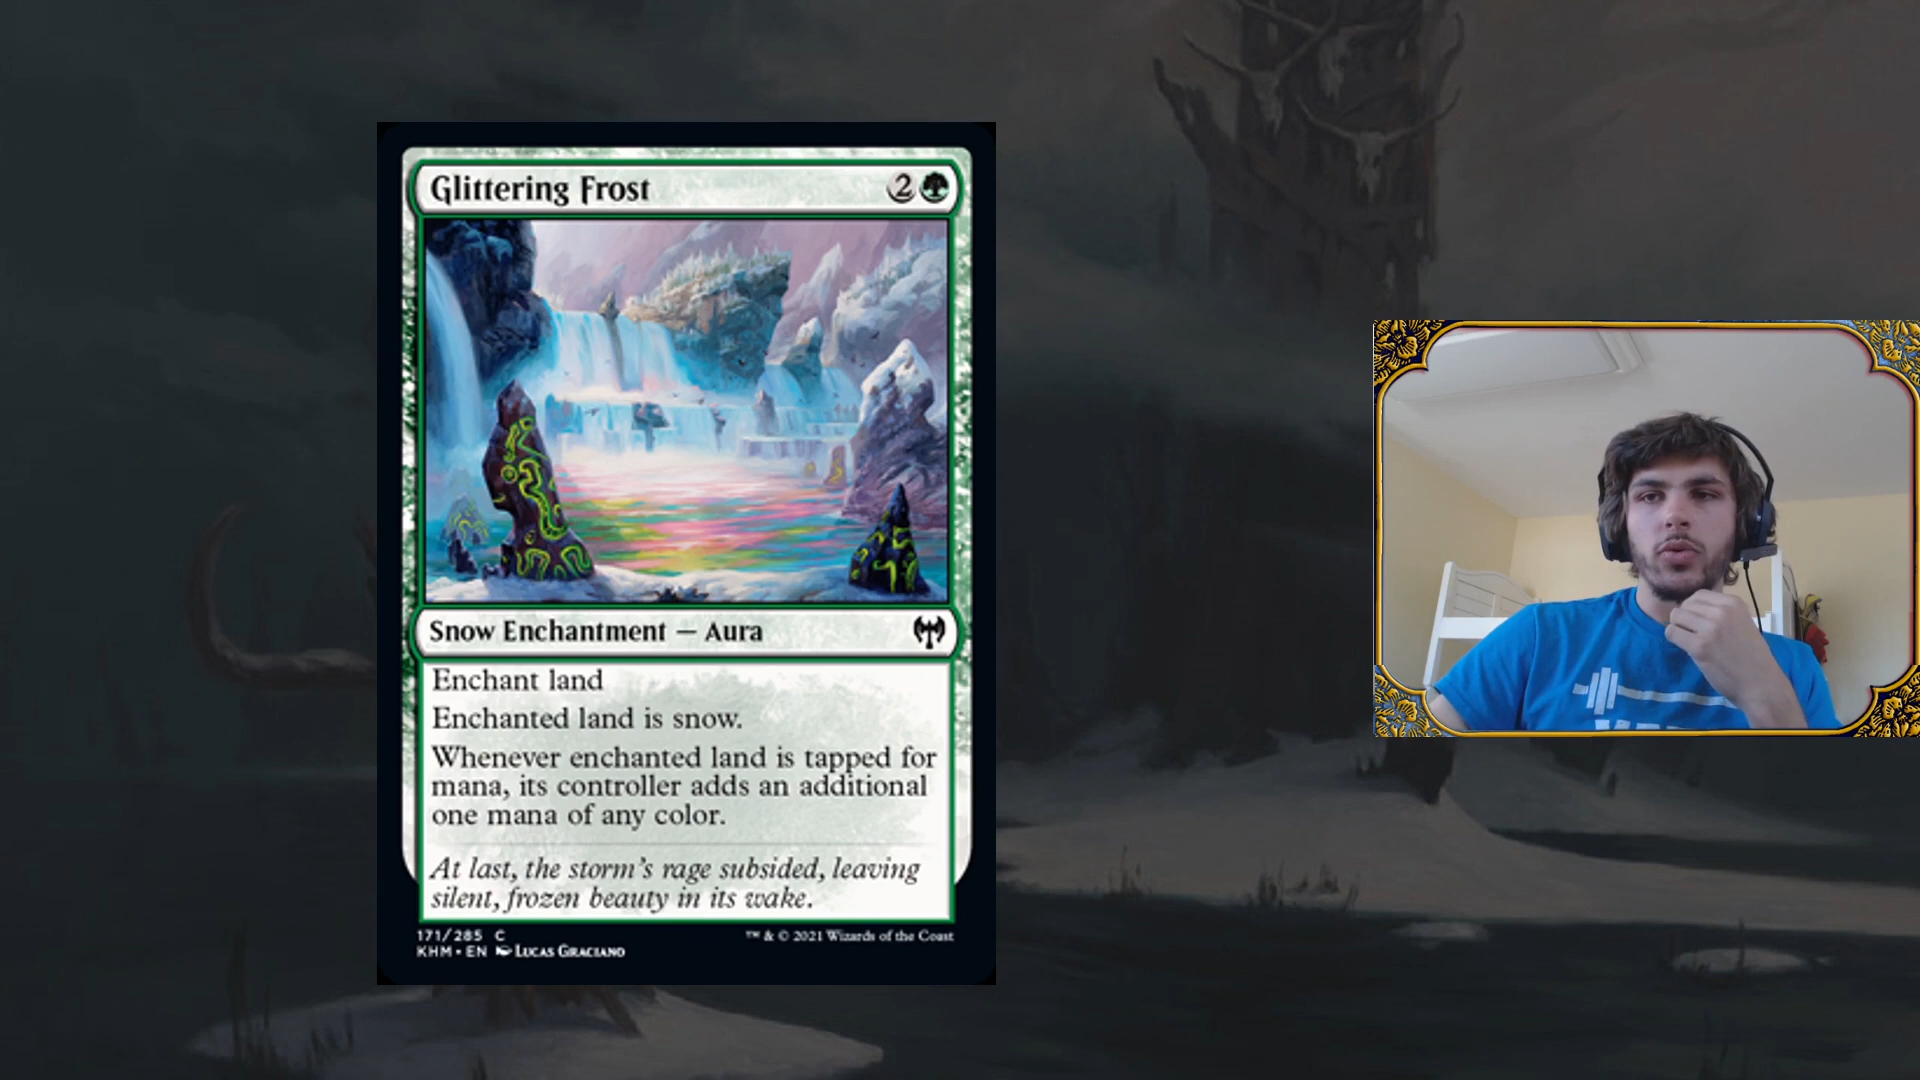 Glittering Frost 2
Snow Enchantment — Aura
Enchant land
Enchanted land is snow.
Whenever enchanted land is tapped for
mana, its controller adds an additional
one mana of any color.
At last, the storm's rage subsided, leaving
silent, frozen beauty in its wake.
171/285 C
™ & © 2021 Wizards of the Coast
KHM • EN Lucas Graciano